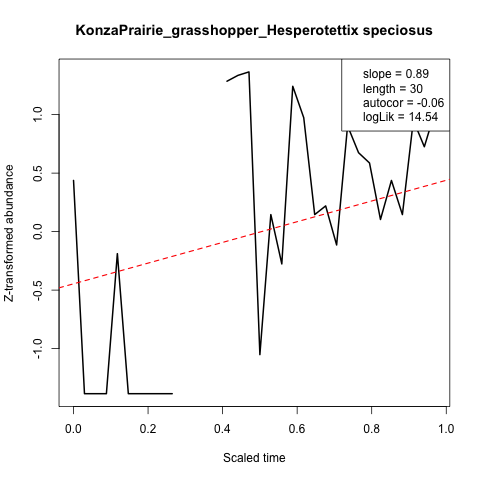 KonzaPrairie_grasshopper_Hesperotettix speciosus
slope = 0.89
length = 30
autocor = -0.06
logLik = 14.54
1.0
0.5
0.0
-0.5
-1.0
Z-transformed abundance
0.0 0.2 0.4 0.6 0.8 1.0
Scaled time